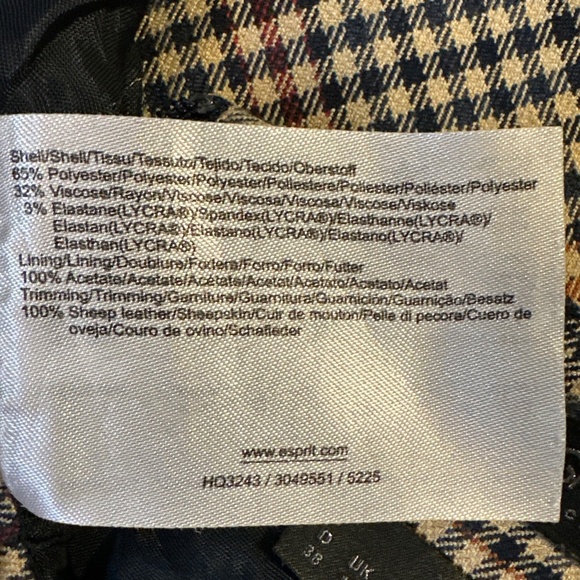 Shell/Shell/Tissu/Tessuto/Tejido/Tecido/Oberstoff
65% Polyester/Polyester/Polyester/Poliestere/Poliester/Poliéster/Polyester
32% Viscose/Rayon/Viscose/Viscosa/Viscosa/Viscose/Viskose
3% Elastane(LYCRA®)/Spandex(LYCRA®)/Elasthanne(LYCRA®)/
Elastan(LYCRA®)/Elastano(LYCRA®)/Elastano(LYCRA®)/
Elasthan(LYCRA®)
Lining/Lining/Doublure/Fodera/Forro/Forro/Futter
100% Acetate/Acetate/Acétate/Acetat/Acetato/Acetato/Acetat
Trimming/Trimming/Garniture/Guarnitura/Guarnición/Guarnição/Besatz
100% Sheep leather/Sheepskin/Cuir de mouton/Pelle di pecora/Cuero de
oveja/Couro de ovino/Schafleder
www.esprit.com
HQ3243 / 3049551 / 5225
D UK
38